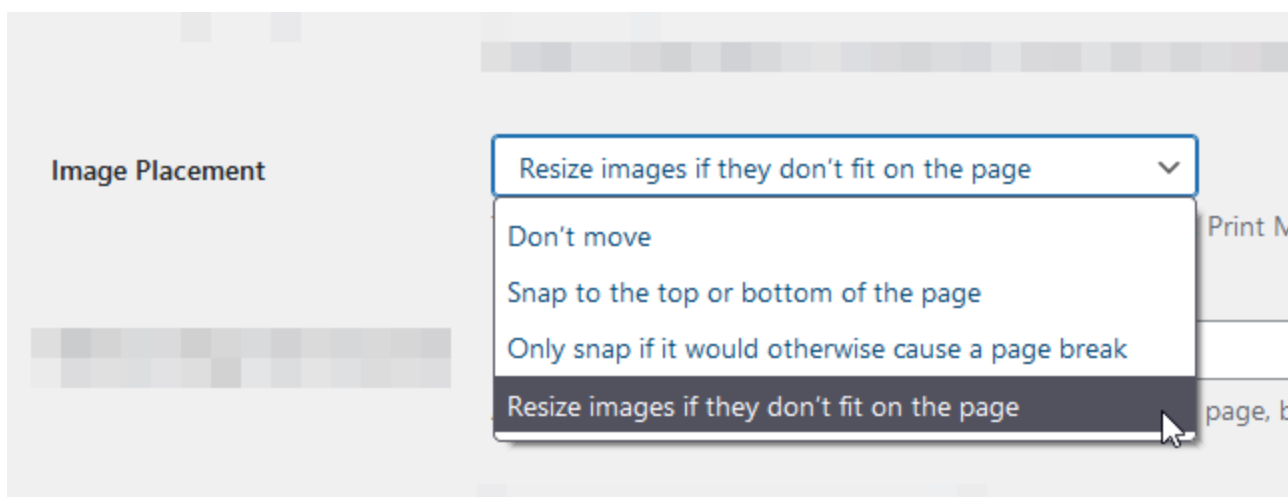 Image Placement
Resize images if they don't fit on the page
Don't move
Print
Snap to the top or bottom of the page
Only snap if it would otherwise cause a page break
Resize images if they don't fit on the page
page,